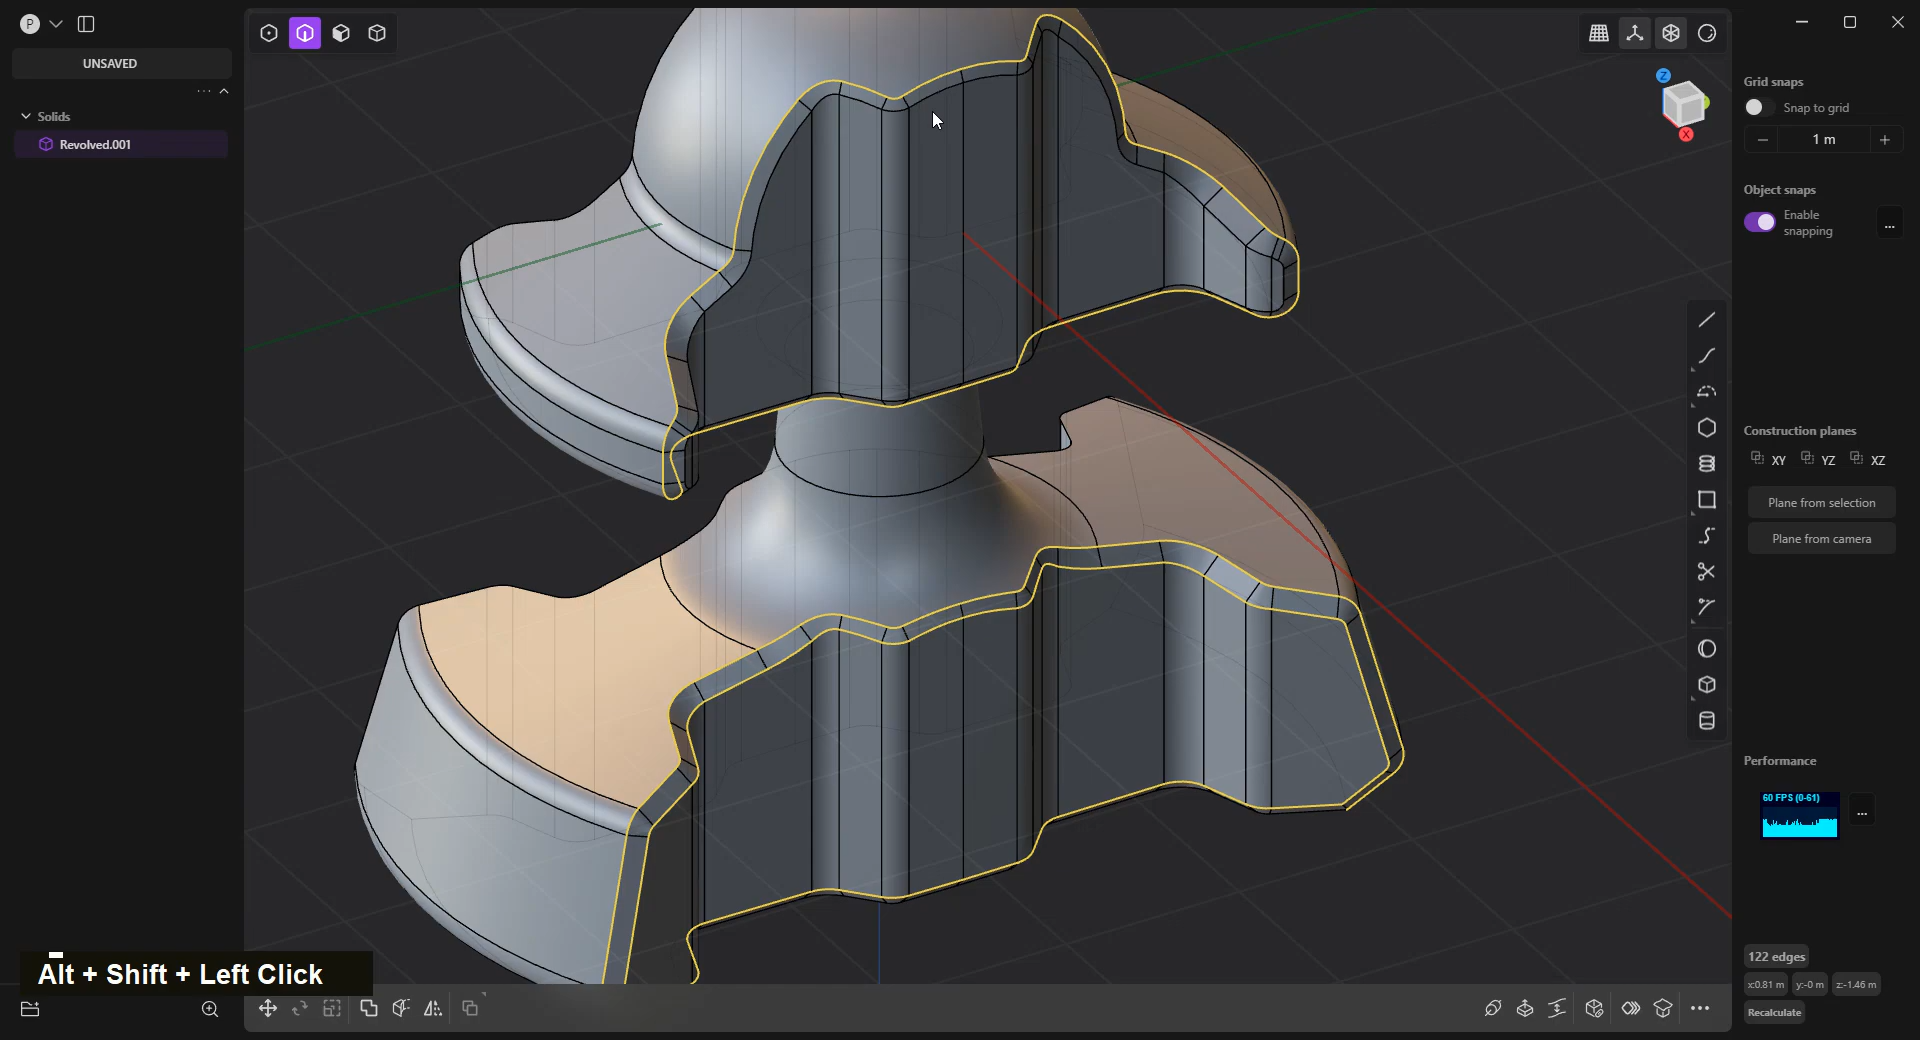 P
UNSAVED
Solids
Revolved.001
Z
X
Grid snaps
Snap to grid
1 m
Object snaps
Enable
snapping
...
Construction planes
XY YZ XZ
Plane from selection
Plane from camera
Performance
60 FPS (0-61)
...
122 edges
x:0.81 m y:-0 m z:-1.46 m
Recalculate
Alt + Shift + Left Click